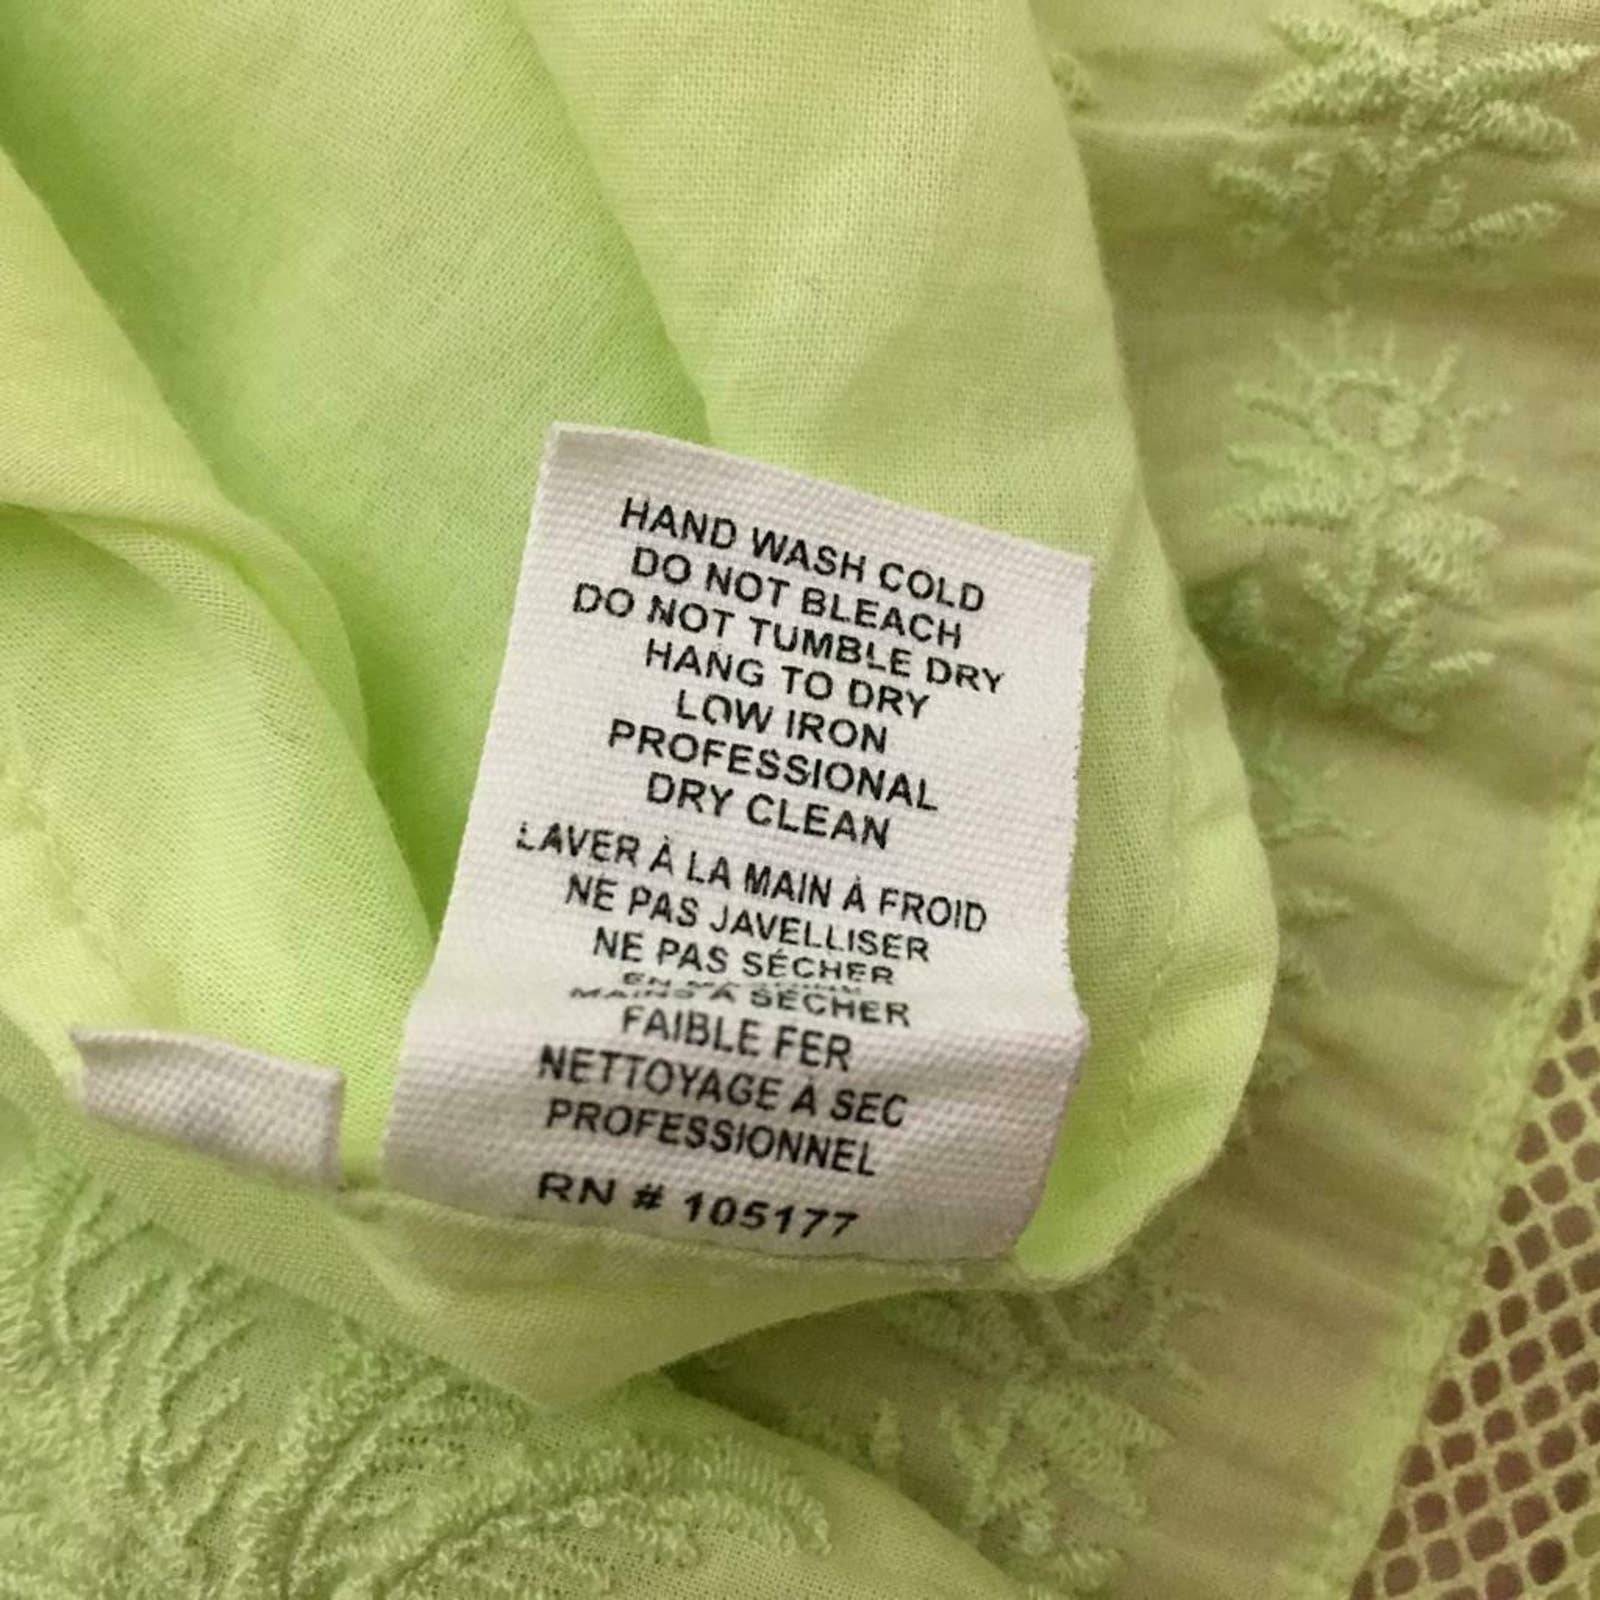 HAND WASH COLD
DO NOT BLEACH
DO NOT TUMBLE DRY
HANG TO DRY
LOW IRON
PROFESSIONAL
DRY CLEAN
LAVER À LA MAIN À FROID
NE PAS JAVELLISER
NE PAS SÉCHER
EN
MAINS A SÉCHER
FAIBLE FER
NETTOYAGE À SEC
PROFESSIONNEL
RN # 105177